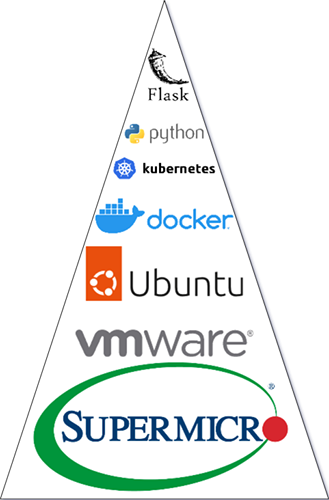 Flask
python
kubernetes
docker
Ubuntu
vmware®
SUPERMICRO®